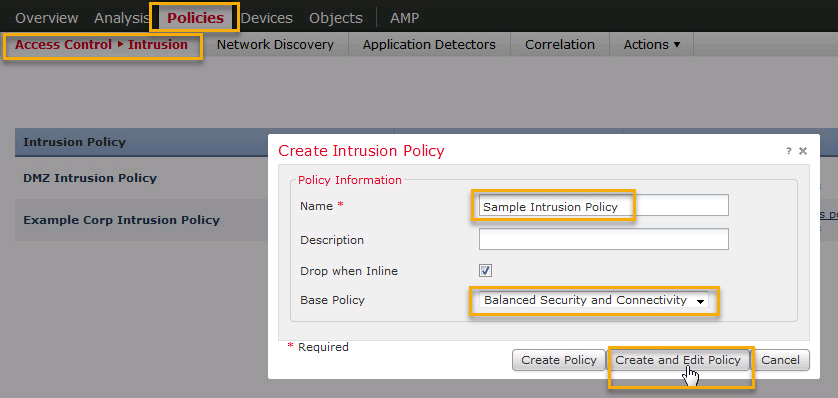 Overview Analysis Policies Devices Objects AMP
Access Control ▸ Intrusion Network Discovery Application Detectors Correlation Actions ▼
Intrusion Policy
DMZ Intrusion Policy
Example Corp Intrusion Policy
Create Intrusion Policy ? ×
Policy Information
Name *
Sample Intrusion Policy
Description
Drop when Inline
Base Policy
Balanced Security and Connectivity
* Required
Create Policy Create and Edit Policy Cancel